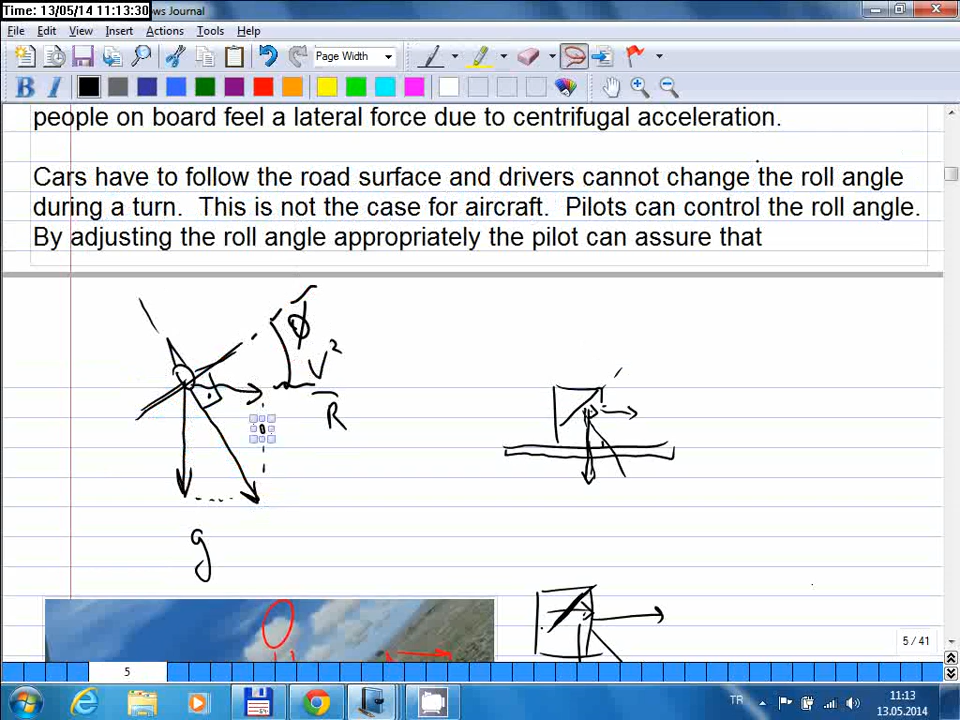 Time: 13/05/14 11:13:30
ws Journal
File Edit View Insert Actions Tools Help
Page Width
B I
people on board feel a lateral force due to centrifugal acceleration.
Cars have to follow the road surface and drivers cannot change the roll angle
during a turn. This is not the case for aircraft. Pilots can control the roll angle.
By adjusting the roll angle appropriately the pilot can assure that
ϕ
V²
R
g
5 / 41
5
TR
11:13
13.05.2014